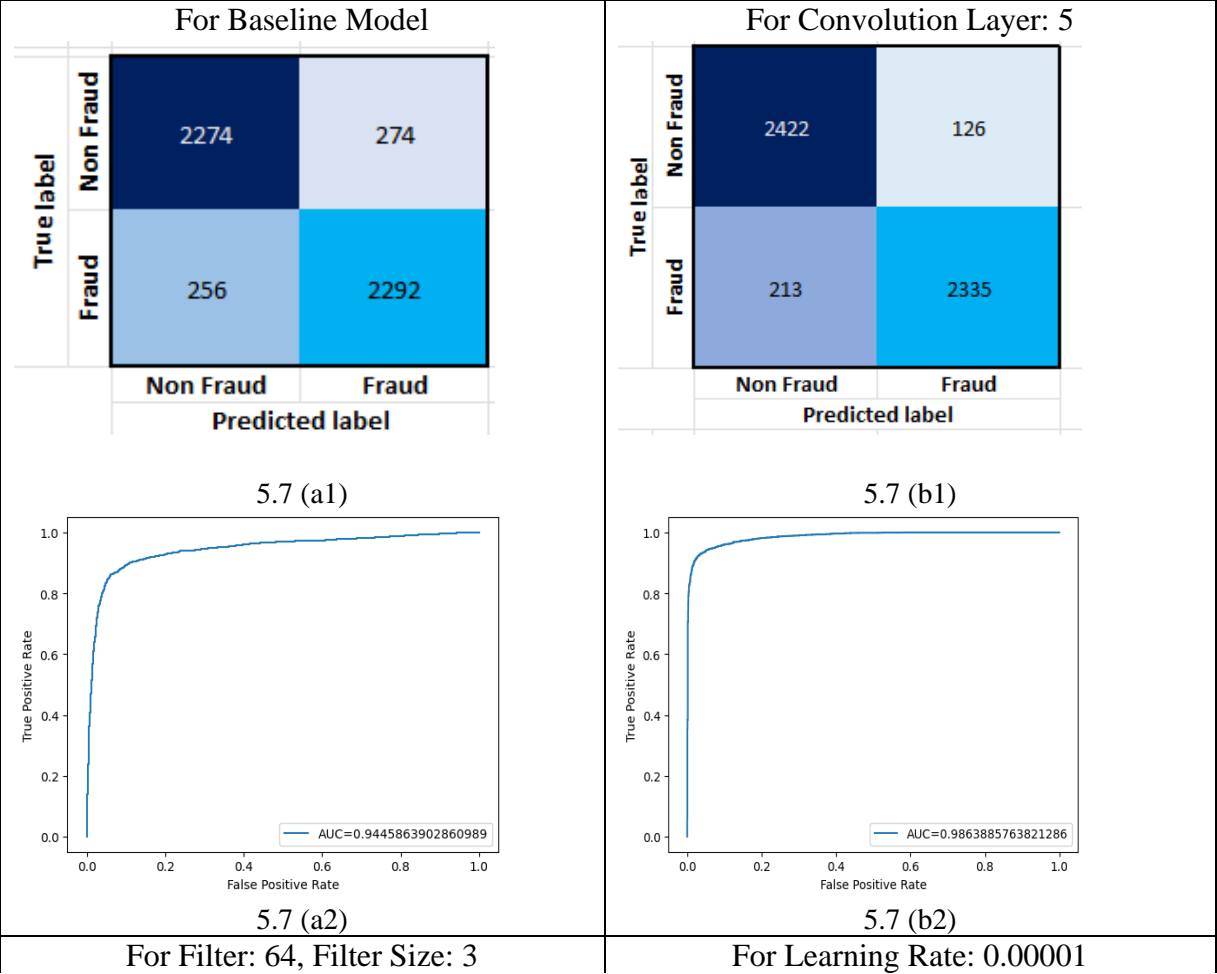 For Baseline Model
True label
Non Fraud
2274
274
Fraud
256
2292
Non Fraud
Fraud
Predicted label
5.7 (a1)
For Convolution Layer: 5
True label
Non Fraud
2422
126
Fraud
213
2335
Non Fraud
Fraud
Predicted label
5.7 (b1)
True Positive Rate
1.0
0.8
0.6
0.4
0.2
0.0
AUC=0.9445863902860989
0.0 0.2 0.4 0.6 0.8 1.0
False Positive Rate
5.7 (a2)
True Positive Rate
1.0
0.8
0.6
0.4
0.2
0.0
AUC=0.9863885763821286
0.0 0.2 0.4 0.6 0.8 1.0
False Positive Rate
5.7 (b2)
For Filter: 64, Filter Size: 3
For Learning Rate: 0.00001